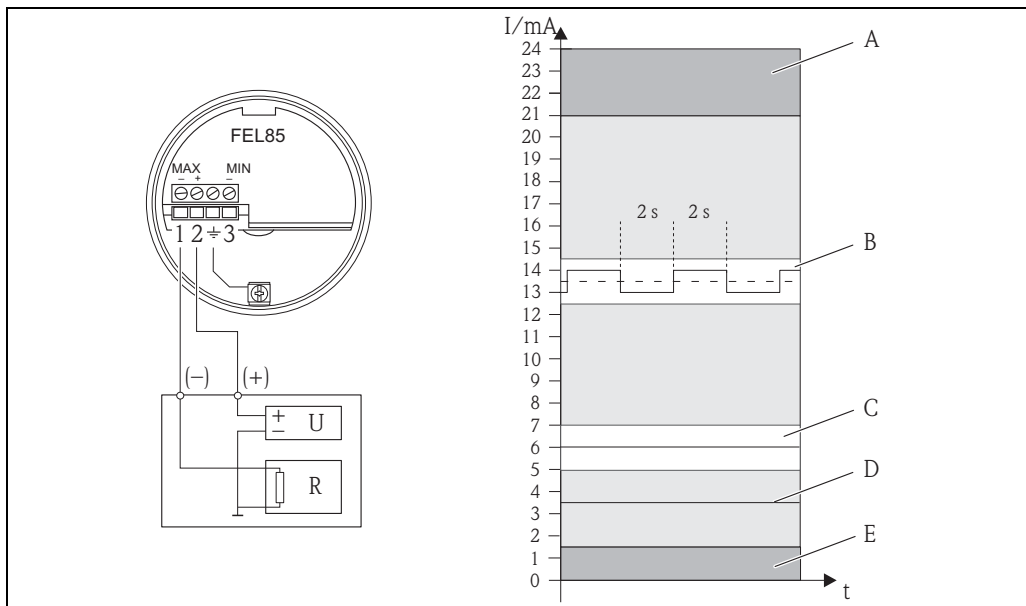 FEL85
MAX MIN
– + –
1 2 ⏚ 3
(−) (+)
+
− U
R
I/mA
24
23
22
21
20
19
18
17
16
15
14
13
12
11
10
9
8
7
6
5
4
3
2
1
0
2 s 2 s
t
A
B
C
D
E